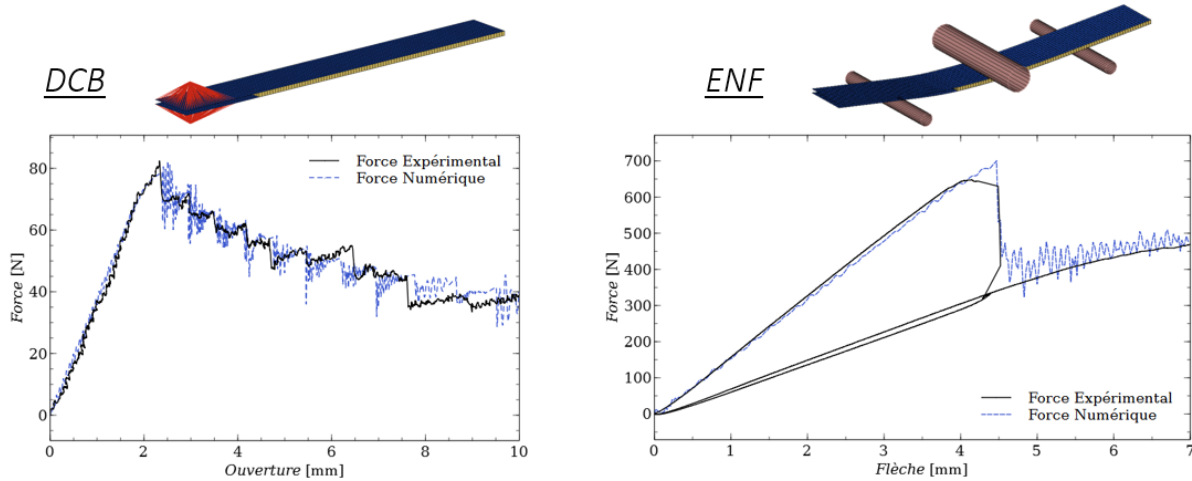 DCB
ENF
Force Expérimental
Force Numérique
Force [N]
80
60
40
20
0
0
2
4
6
8
10
Ouverture [mm]
Force Expérimental
Force Numérique
Force [N]
700
600
500
400
300
200
100
0
0
1
2
3
4
5
6
7
Flèche [mm]